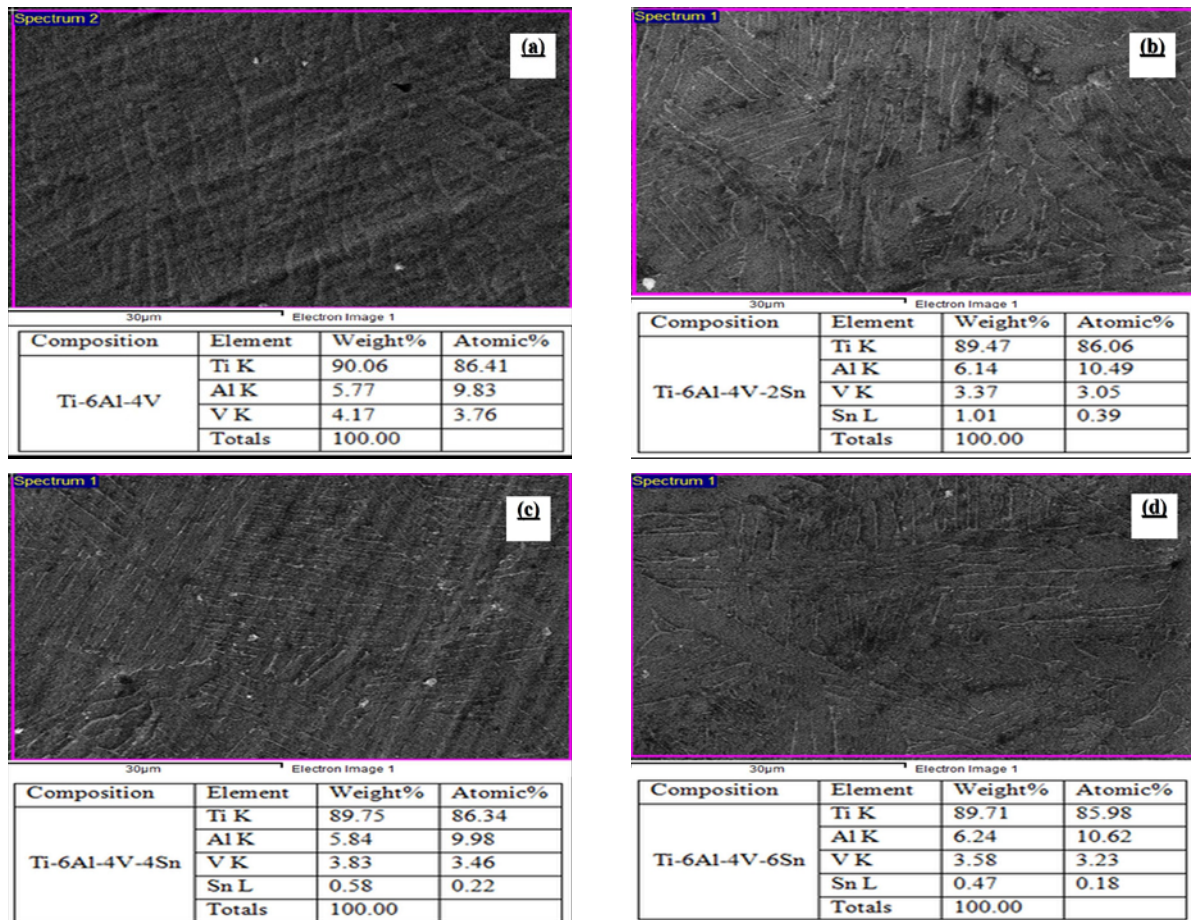 Spectrum 2
(a)
30µm Electron Image 1
Composition Element Weight% Atomic%
Ti-6Al-4V
Ti K 90.06 86.41
Al K 5.77 9.83
V K 4.17 3.76
Totals 100.00
Spectrum 1
(b)
30µm Electron Image 1
Composition Element Weight% Atomic%
Ti-6Al-4V-2Sn
Ti K 89.47 86.06
Al K 6.14 10.49
V K 3.37 3.05
Sn L 1.01 0.39
Totals 100.00
Spectrum 1
(c)
30µm Electron Image 1
Composition Element Weight% Atomic%
Ti-6Al-4V-4Sn
Ti K 89.75 86.34
Al K 5.84 9.98
V K 3.83 3.46
Sn L 0.58 0.22
Totals 100.00
Spectrum 1
(d)
30µm Electron Image 1
Composition Element Weight% Atomic%
Ti-6Al-4V-6Sn
Ti K 89.71 85.98
Al K 6.24 10.62
V K 3.58 3.23
Sn L 0.47 0.18
Totals 100.00